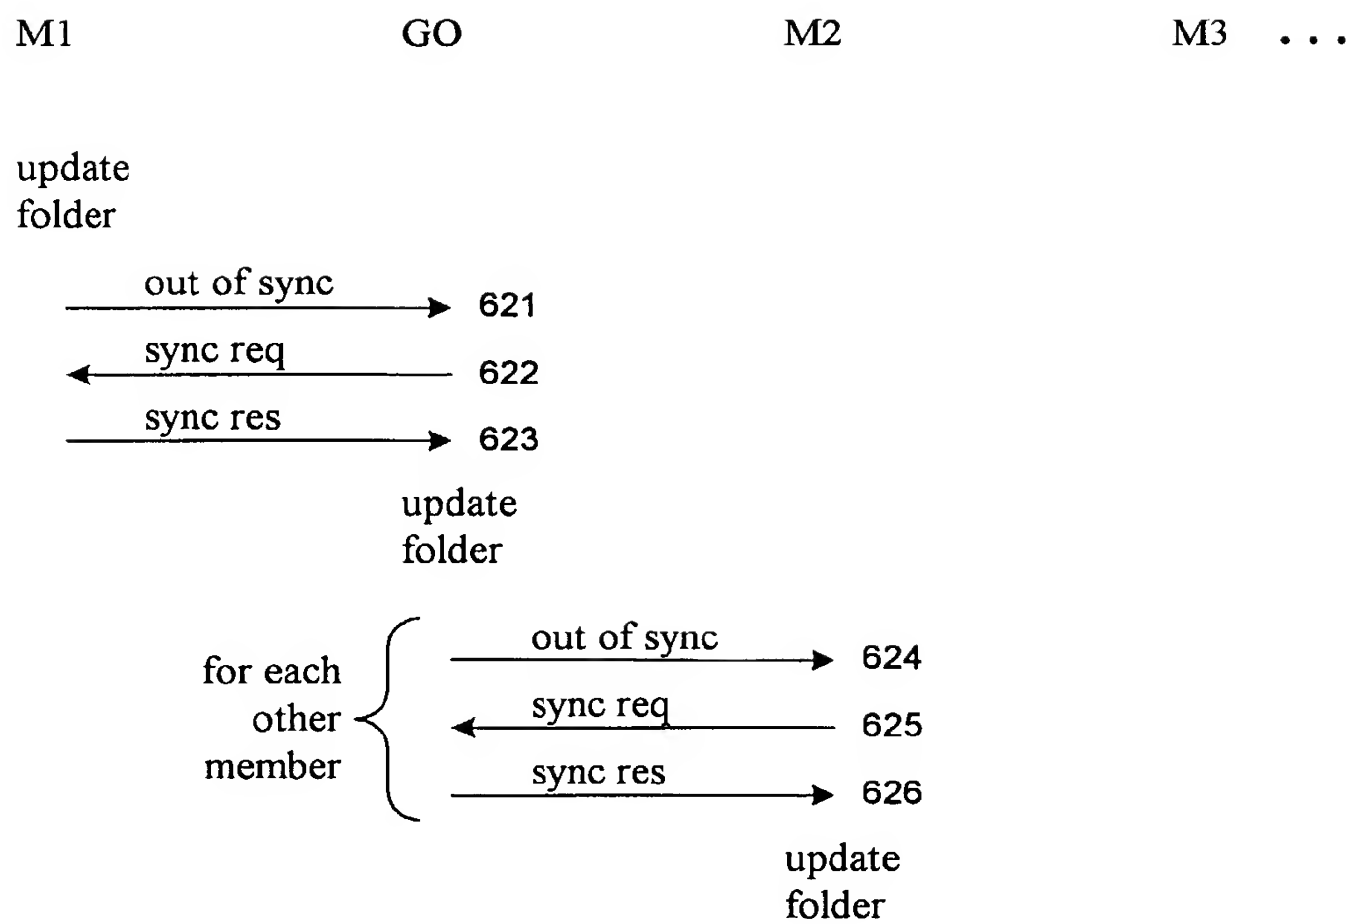 M1 GO M2 M3 . . .
update
folder
out of sync 621
sync req 622
sync res 623
update
folder
for each
other
member
out of sync 624
sync req 625
sync res 626
update
folder